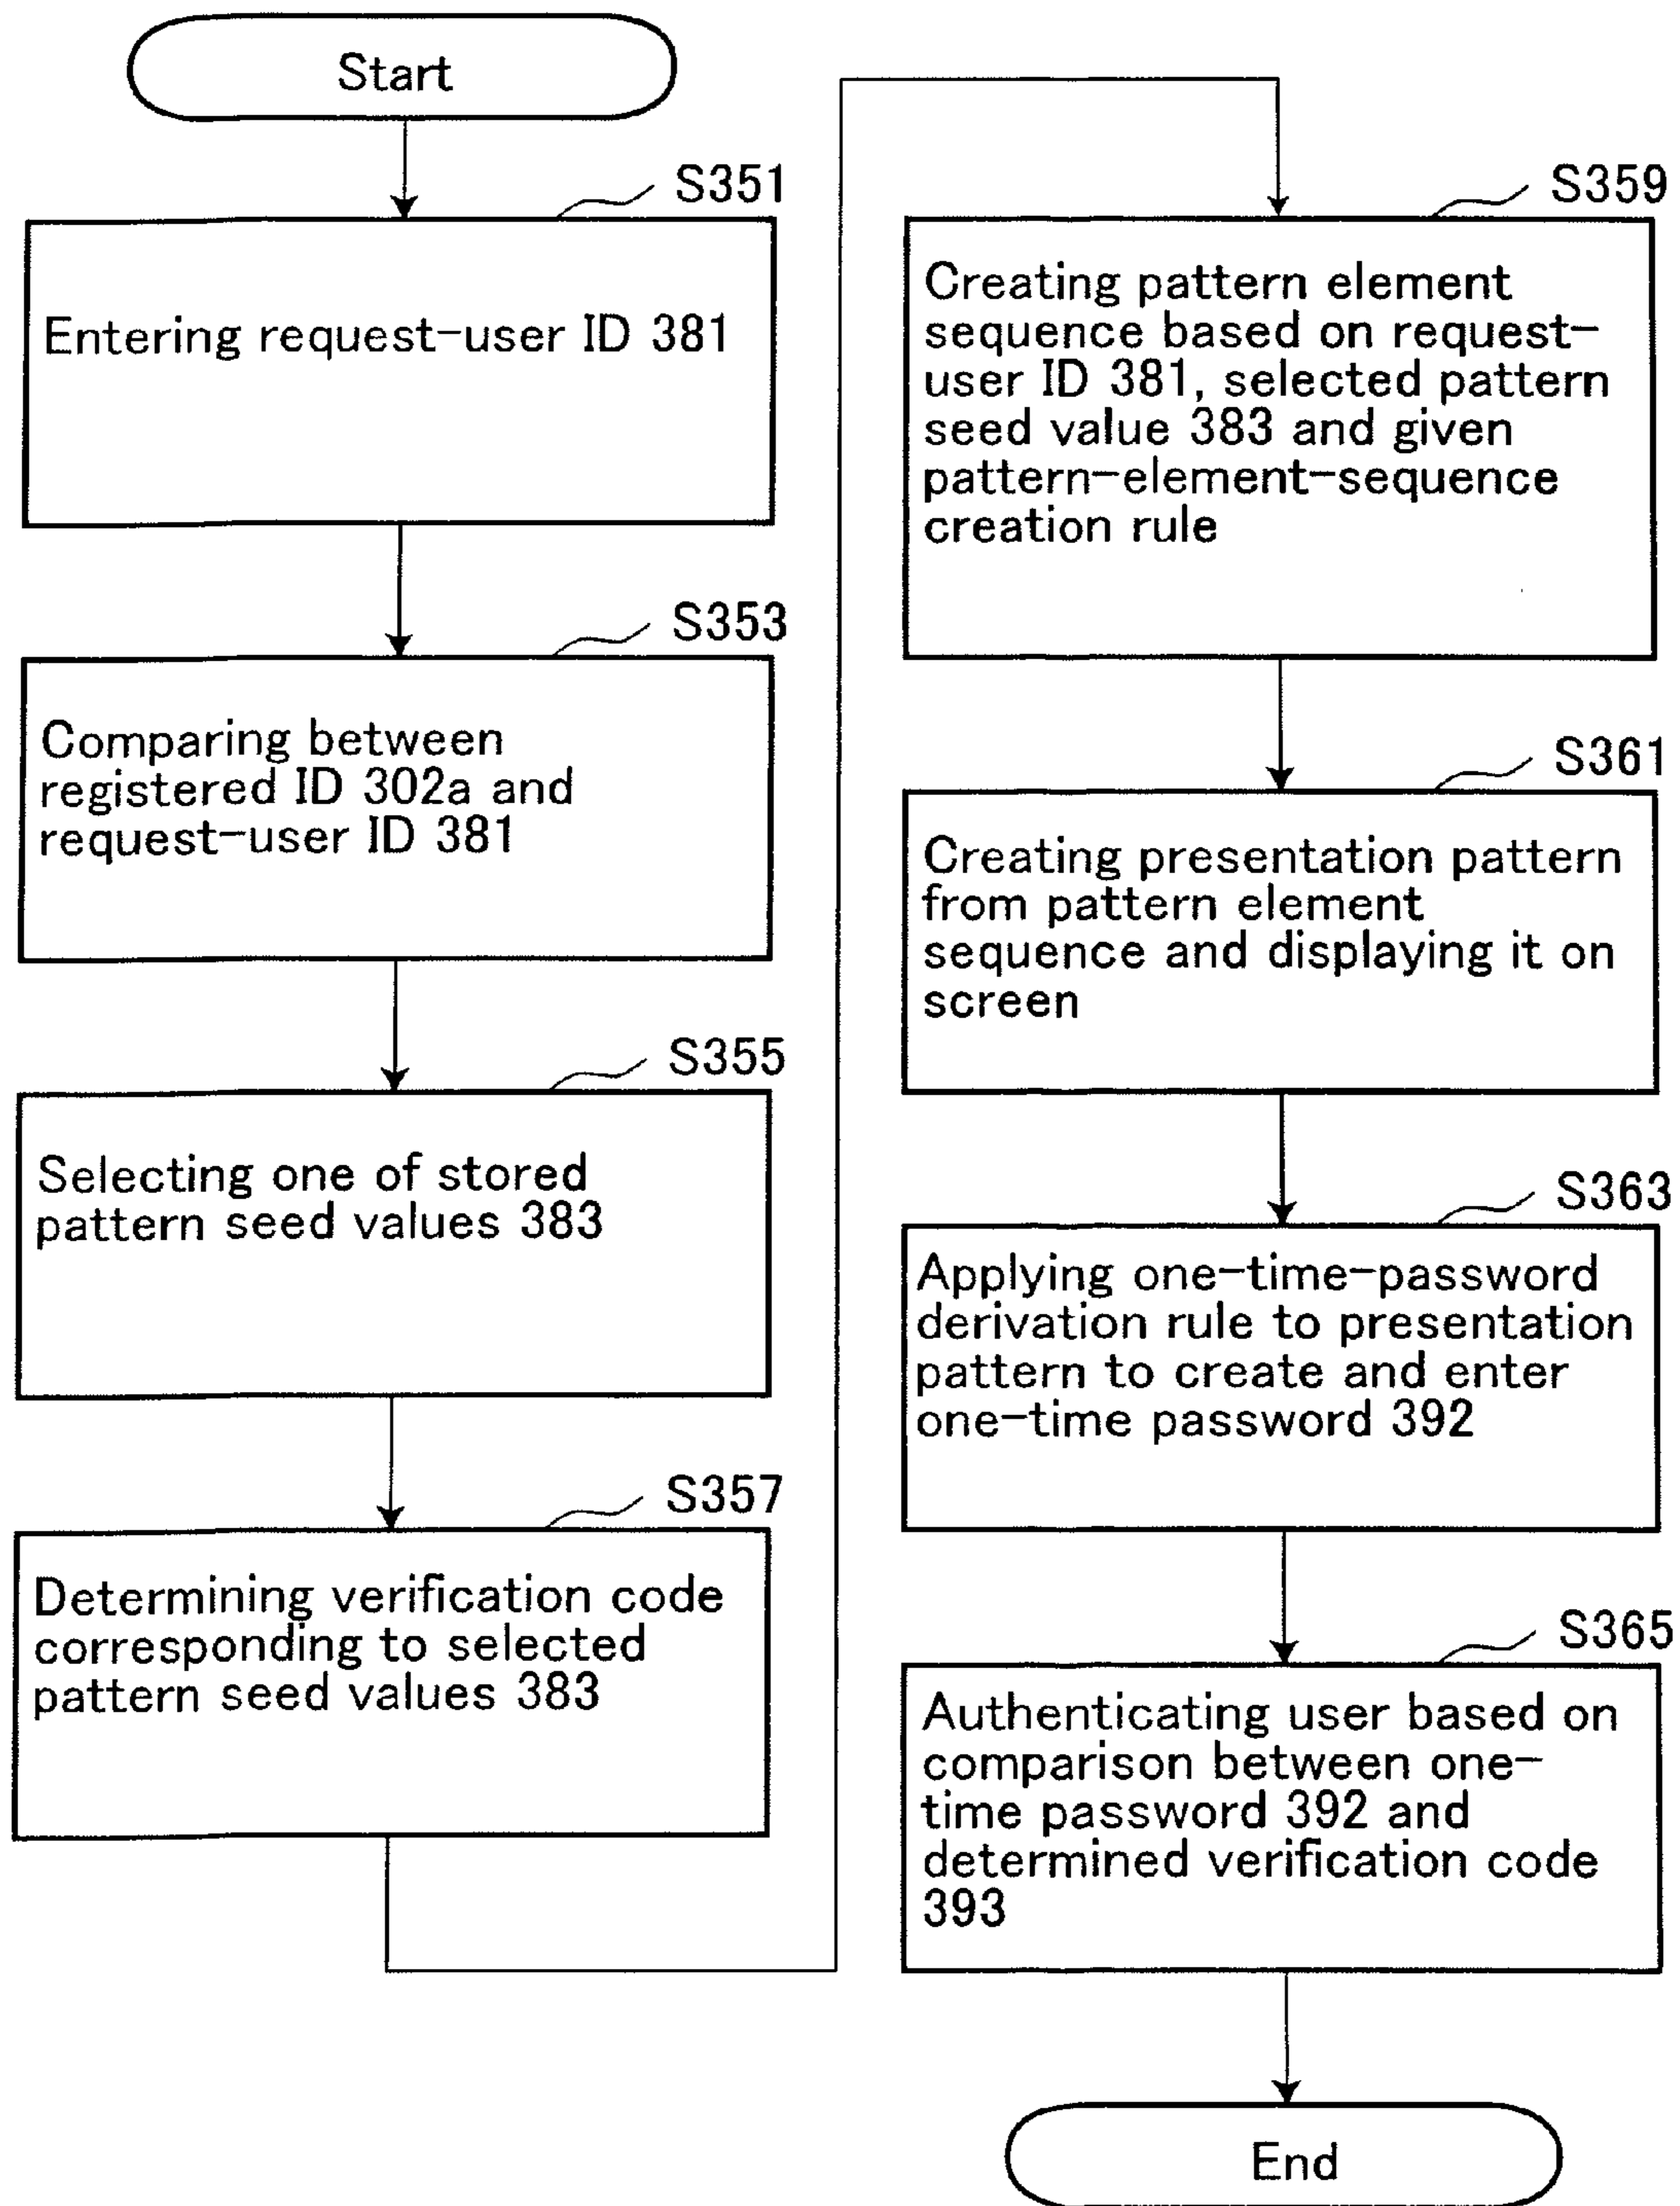 Start
S351
Entering request-user ID 381
S353
Comparing between
registered ID 302a and
request-user ID 381
S355
Selecting one of stored
pattern seed values 383
S357
Determining verification code
corresponding to selected
pattern seed values 383
S359
Creating pattern element
sequence based on request-
user ID 381, selected pattern
seed value 383 and given
pattern-element-sequence
creation rule
S361
Creating presentation pattern
from pattern element
sequence and displaying it on
screen
S363
Applying one-time-password
derivation rule to presentation
pattern to create and enter
one-time password 392
S365
Authenticating user based on
comparison between one-
time password 392 and
determined verification code
393
End